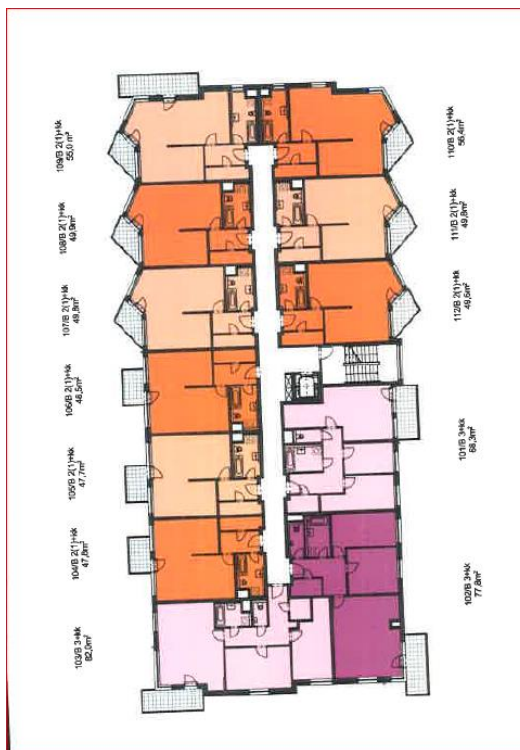 109/B 2(1)+kk
55,0 m²
108/B 2(1)+kk
49,9m²
107/B 2(1)+kk
49,8m²
106/B 2(1)+kk
48,5m²
105/B 2(1)+kk
47,7m²
104/B 2(1)+kk
47,8m²
103/B 3+kk
82,0m²
110/B 2(1)+kk
56,4m²
111/B 2(1)+kk
49,8m²
112/B 2(1)+kk
49,6m²
101/B 3+kk
68,3m²
102/B 3+kk
77,8m²